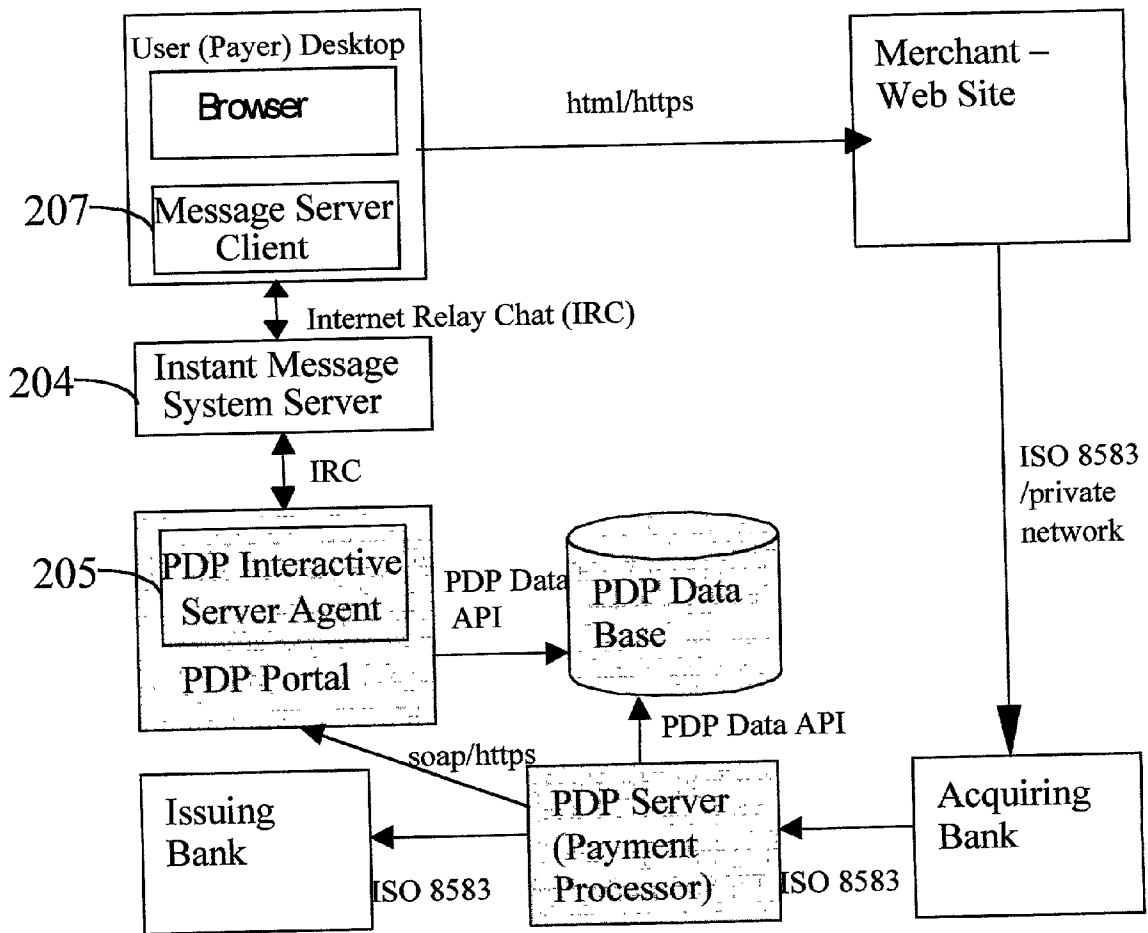 User (Payer) Desktop
Browser
207
Message Server
Client
html/https
Merchant –
Web Site
Internet Relay Chat (IRC)
204
Instant Message
System Server
IRC
ISO 8583
/private
network
205
PDP Interactive
Server Agent
PDP Portal
PDP Data
API
PDP Data
Base
PDP Data API
soap/https
Issuing
Bank
ISO 8583
PDP Server
(Payment
Processor)
ISO 8583
Acquiring
Bank